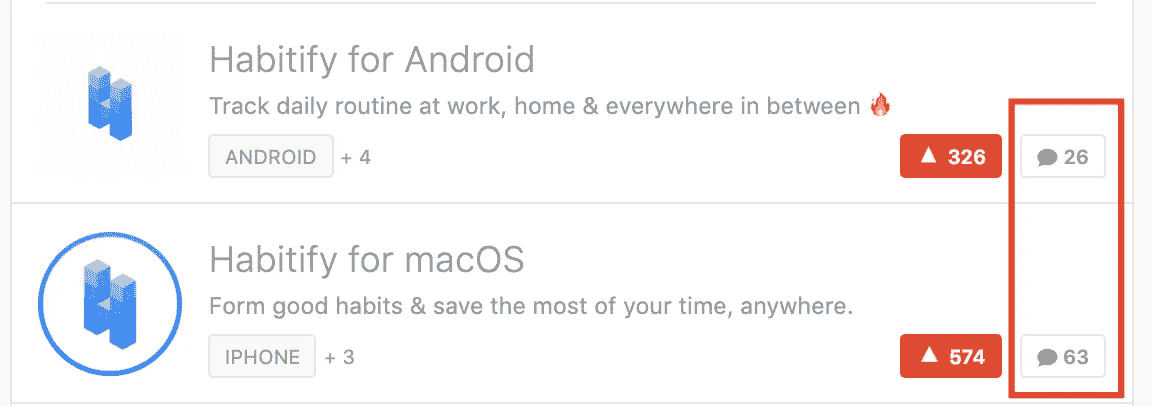 Habitify for Android
Track daily routine at work, home & everywhere in between 🔥
ANDROID + 4
▲ 326
26
Habitify for macOS
Form good habits & save the most of your time, anywhere.
IPHONE + 3
▲ 574
63